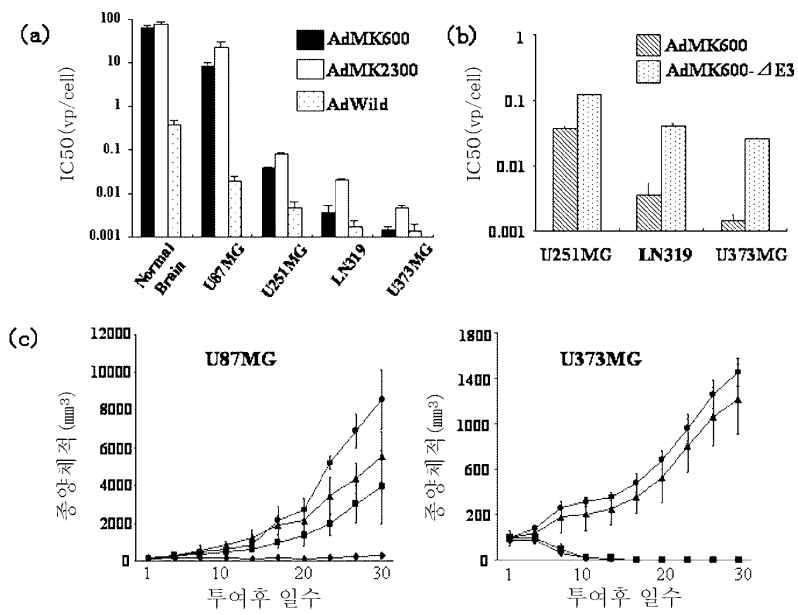 (a)
IC50(vp/cell)
100
10
1
0.1
0.01
0.001
AdMK600
AdMK2300
AdWild
Normal Brain
U87MG
U251MG
LN319
U373MG
(b)
IC50(vp/cell)
1
0.1
0.01
0.001
AdMK600
AdMK600-⊿E3
U251MG
LN319
U373MG
(c)
U87MG
종양체적(mm³)
12000
10000
8000
6000
4000
2000
0
1
10
20
30
투여후 일수
U373MG
종양체적(mm³)
1800
1400
1000
600
200
0
1
10
20
30
투여후 일수